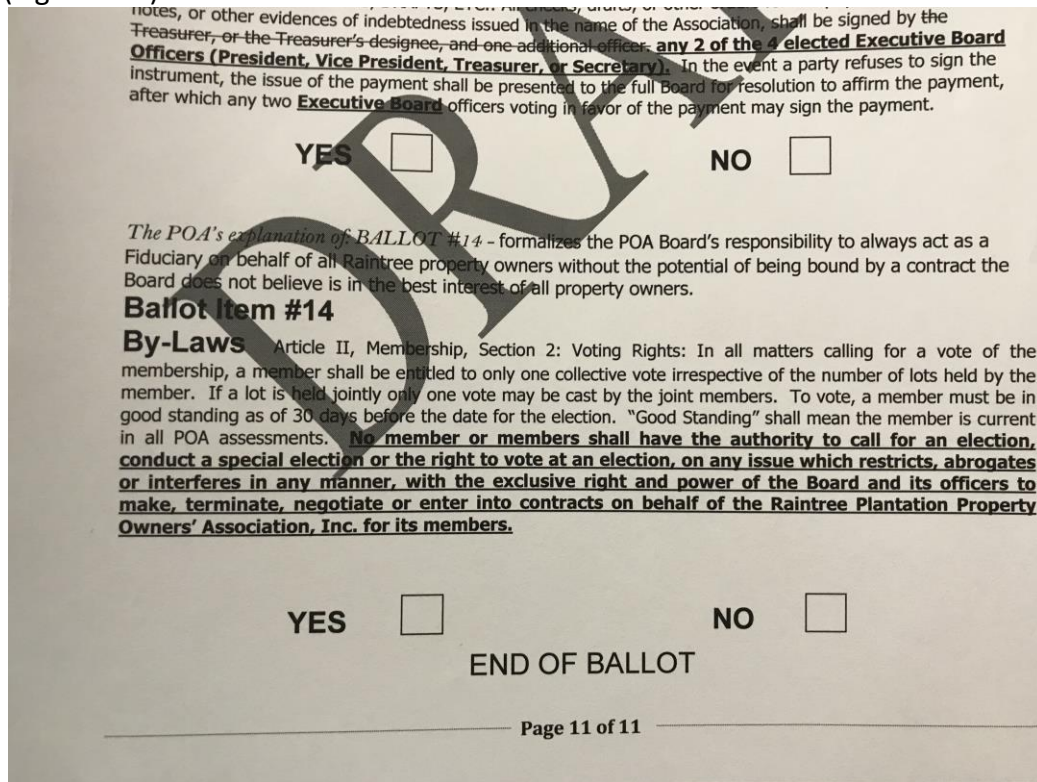 notes, or other evidences of indebtedness issued in the name of the Association, shall be signed by the
Treasurer, or the Treasurer's designee, and one additional officer. any 2 of the 4 elected Executive Board
Officers (President, Vice President, Treasurer, or Secretary). In the event a party refuses to sign the
instrument, the issue of the payment shall be presented to the full Board for resolution to affirm the payment,
after which any two Executive Board officers voting in favor of the payment may sign the payment.
YES NO
The POA's explanation of: BALLOT #14 - formalizes the POA Board's responsibility to always act as a
Fiduciary on behalf of all Raintree property owners without the potential of being bound by a contract the
Board does not believe is in the best interest of all property owners.
Ballot Item #14
By-Laws Article II, Membership, Section 2: Voting Rights: In all matters calling for a vote of the
membership, a member shall be entitled to only one collective vote irrespective of the number of lots held by the
member. If a lot is held jointly only one vote may be cast by the joint members. To vote, a member must be in
good standing as of 30 days before the date for the election. "Good Standing" shall mean the member is current
in all POA assessments. No member or members shall have the authority to call for an election,
conduct a special election or the right to vote at an election, on any issue which restricts, abrogates
or interferes in any manner, with the exclusive right and power of the Board and its officers to
make, terminate, negotiate or enter into contracts on behalf of the Raintree Plantation Property
Owners' Association, Inc. for its members.
YES NO
END OF BALLOT
Page 11 of 11